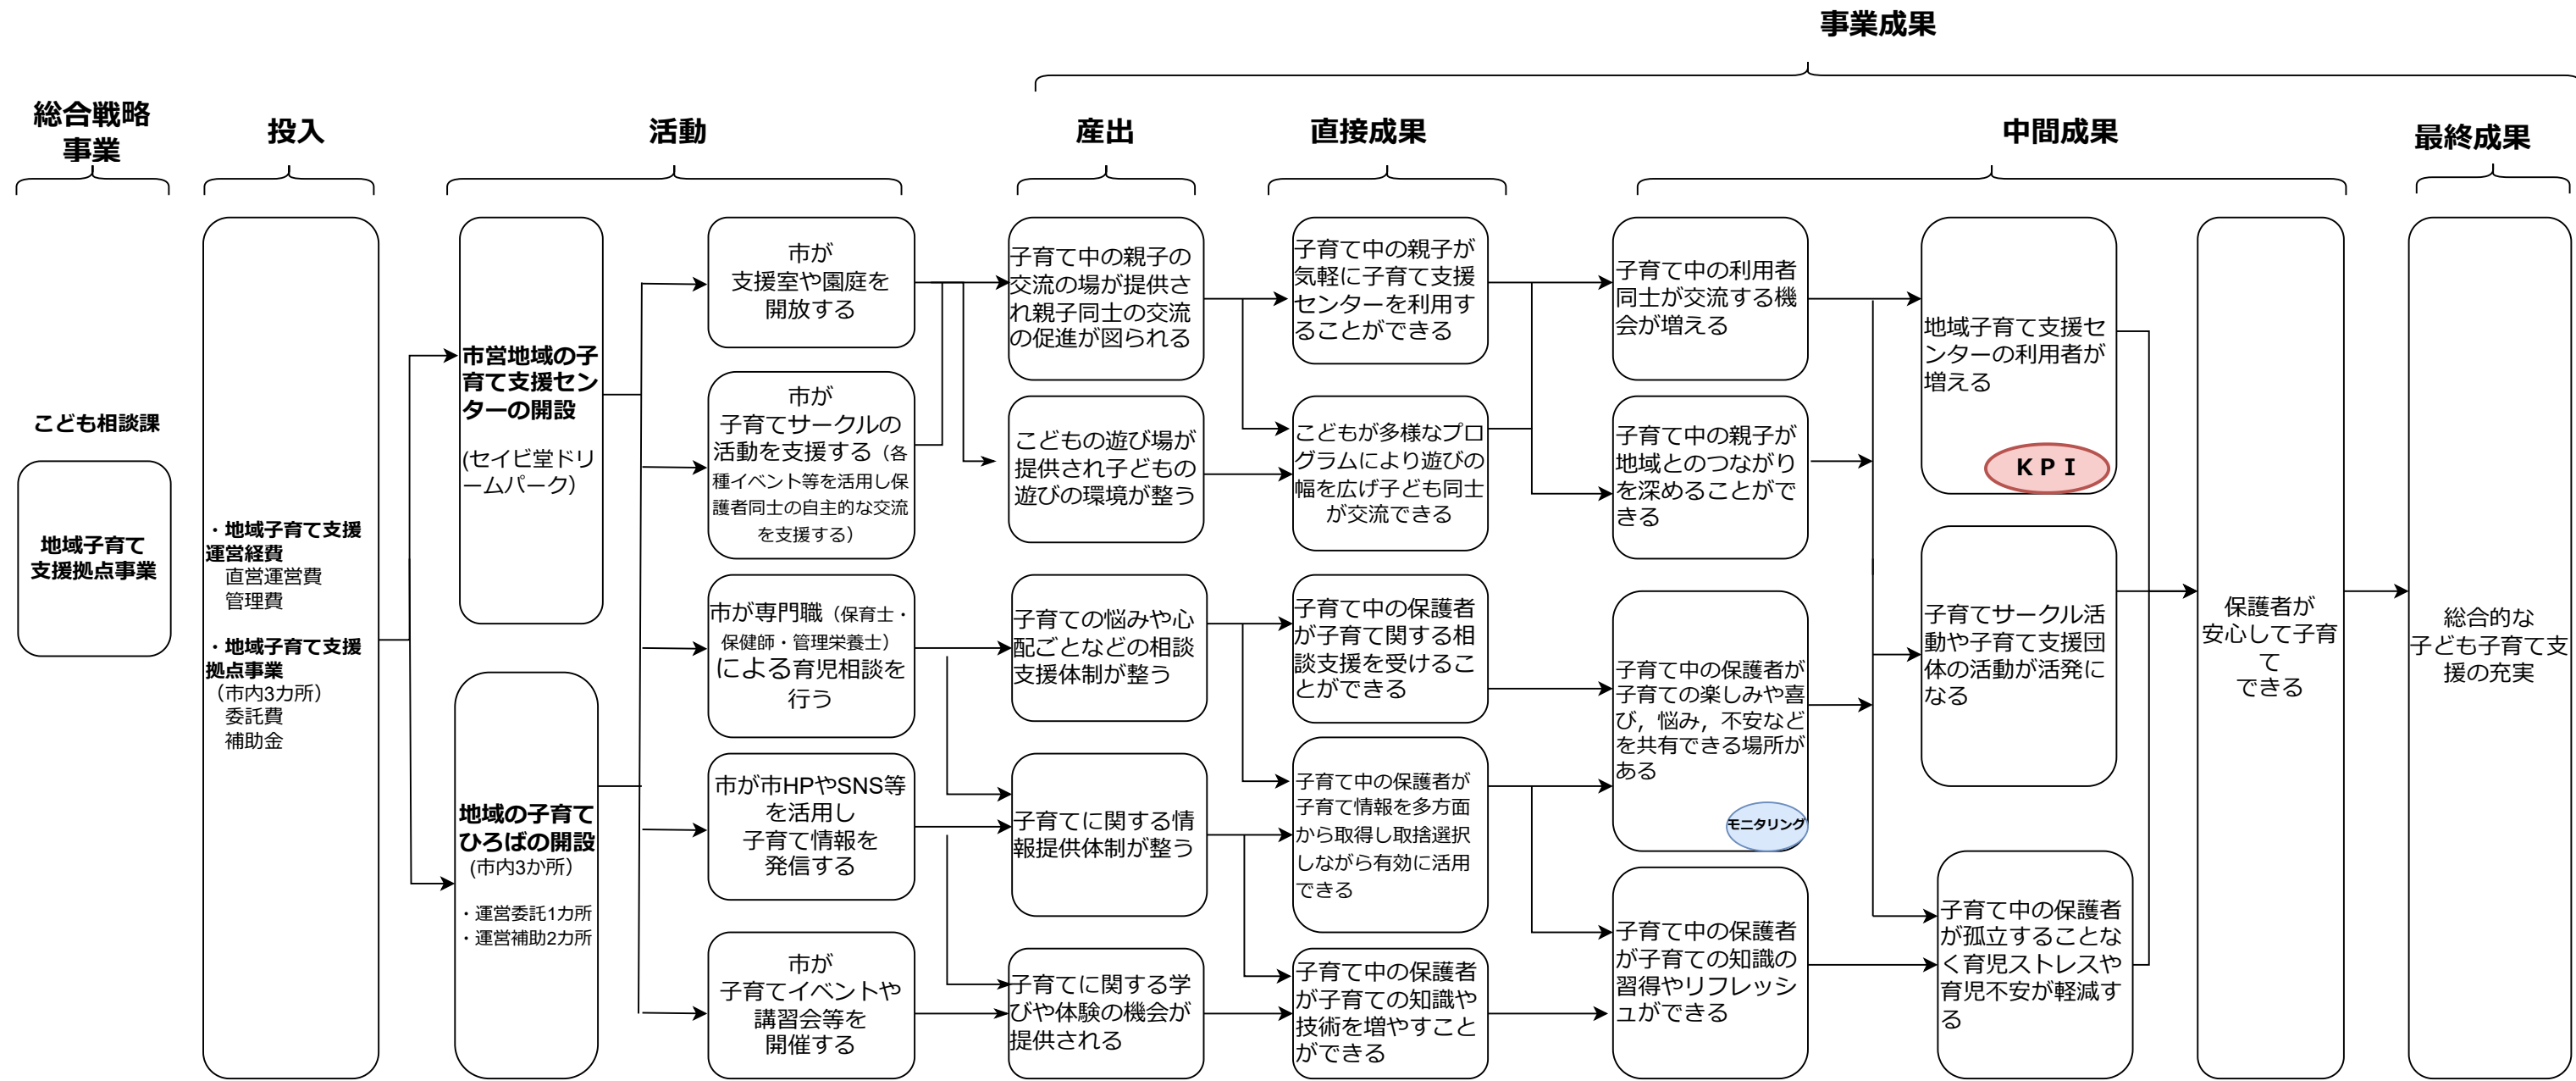 事業成果
総合戦略
事業
投入
活動
産出
直接成果
中間成果
最終成果
こども相談課
地域子育て
支援拠点事業
・地域子育て支援
運営経費
直営運営費
管理費
・地域子育て支援
拠点事業
（市内3カ所）
委託費
補助金
市営地域の子
育て支援セン
ターの開設
(セイビ堂ドリ
ームパーク）
地域の子育て
ひろばの開設
(市内3か所）
・運営委託1カ所
・運営補助2カ所
市が
支援室や園庭を
開放する
市が
子育てサークルの
活動を支援する（各
種イベント等を活用し保
護者同士の自主的な交流
を支援する）
市が専門職（保育士・
保健師・管理栄養士）
による育児相談を
行う
市が市HPやSNS等
を活用し
子育て情報を
発信する
市が
子育てイベントや
講習会等を
開催する
子育て中の親子の
交流の場が提供さ
れ親子同士の交流
の促進が図られる
こどもの遊び場が
提供され子どもの
遊びの環境が整う
子育ての悩みや心
配ごとなどの相談
支援体制が整う
子育てに関する情
報提供体制が整う
子育てに関する学
びや体験の機会が
提供される
子育て中の親子が
気軽に子育て支援
センターを利用す
ることができる
こどもが多様なプロ
グラムにより遊びの
幅を広げ子ども同士
が交流できる
子育て中の保護者
が子育て関する相
談支援を受けるこ
とができる
子育て中の保護者が
子育て情報を多方面
から取得し取捨選択
しながら有効に活用
できる
子育て中の保護者
が子育ての知識や
技術を増やすこと
ができる
子育て中の利用者
同士が交流する機
会が増える
子育て中の親子が
地域とのつながり
を深めることがで
きる
子育て中の保護者が
子育ての楽しみや喜
び，悩み，不安など
を共有できる場所が
ある
モニタリング
子育て中の保護者
が子育ての知識の
習得やリフレッシ
ュができる
地域子育て支援セ
ンターの利用者が
増える
ＫＰＩ
子育てサークル活
動や子育て支援団
体の活動が活発に
なる
子育て中の保護者
が孤立することな
く育児ストレスや
育児不安が軽減す
る
保護者が
安心して子育
て
できる
総合的な
子ども子育て支
援の充実